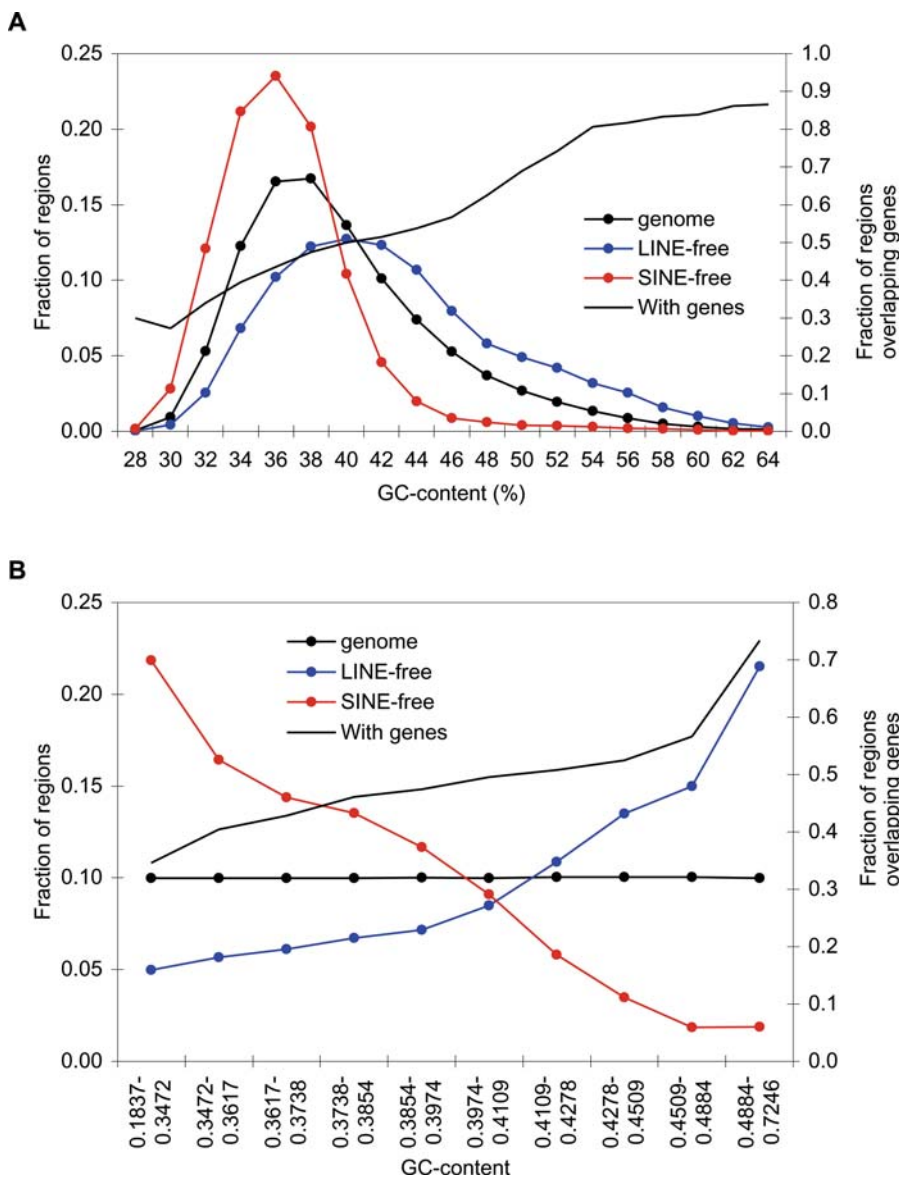 A
0.25
0.20
0.15
0.10
0.05
0.00
Fraction of regions
1.0
0.9
0.8
0.7
0.6
0.5
0.4
0.3
0.2
0.1
0.0
Fraction of regions
overlapping genes
genome
LINE-free
SINE-free
With genes
28 30 32 34 36 38 40 42 44 46 48 50 52 54 56 58 60 62 64
GC-content (%)
B
0.25
0.20
0.15
0.10
0.05
0.00
Fraction of regions
0.8
0.7
0.6
0.5
0.4
0.3
0.2
0.1
0.0
Fraction of regions
overlapping genes
genome
LINE-free
SINE-free
With genes
0.1837-
0.3472
0.3472-
0.3617
0.3617-
0.3738
0.3738-
0.3854
0.3854-
0.3974
0.3974-
0.4109
0.4109-
0.4278
0.4278-
0.4509
0.4509-
0.4884
0.4884-
0.7246
GC-content